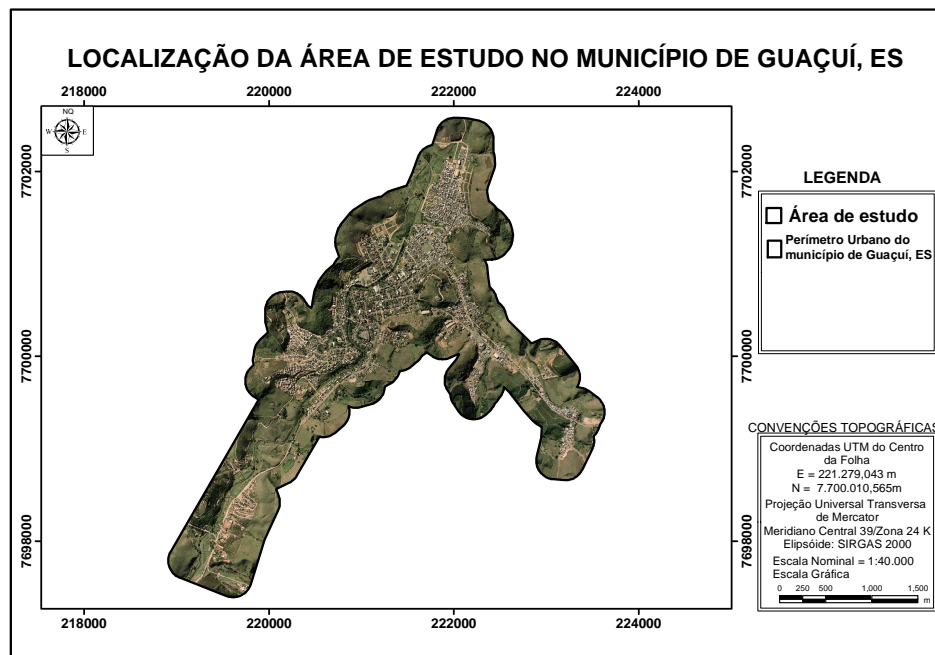 LOCALIZAÇÃO DA ÁREA DE ESTUDO NO MUNICÍPIO DE GUAÇUÍ, ES
218000 220000 222000 224000
NQ
W E
S
7702000 7702000
7700000 7700000
7698000 7698000
218000 220000 222000 224000
LEGENDA
Área de estudo
Perímetro Urbano do
município de Guaçuí, ES
CONVENÇÕES TOPOGRÁFICAS
Coordenadas UTM do Centro
da Folha
E = 221.279,043 m
N = 7.700.010,565m
Projeção Universal Transversa
de Mercator
Meridiano Central 39/Zona 24 K
Elipsóide: SIRGAS 2000
Escala Nominal = 1:40.000
Escala Gráfica
0 250 500 1,000 1,500
m